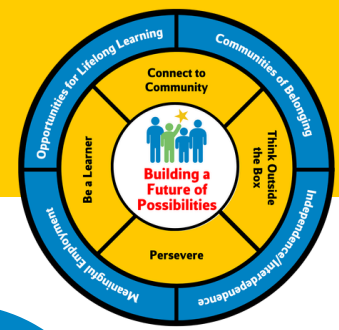 Opportunities for Lifelong Learning
Communities of Belonging
Connect to
Community
Be a Learner
Think Outside
the Box
Building a
Future of
Possibilities
Persevere
Meaningful Employment
Independence/Interdependence